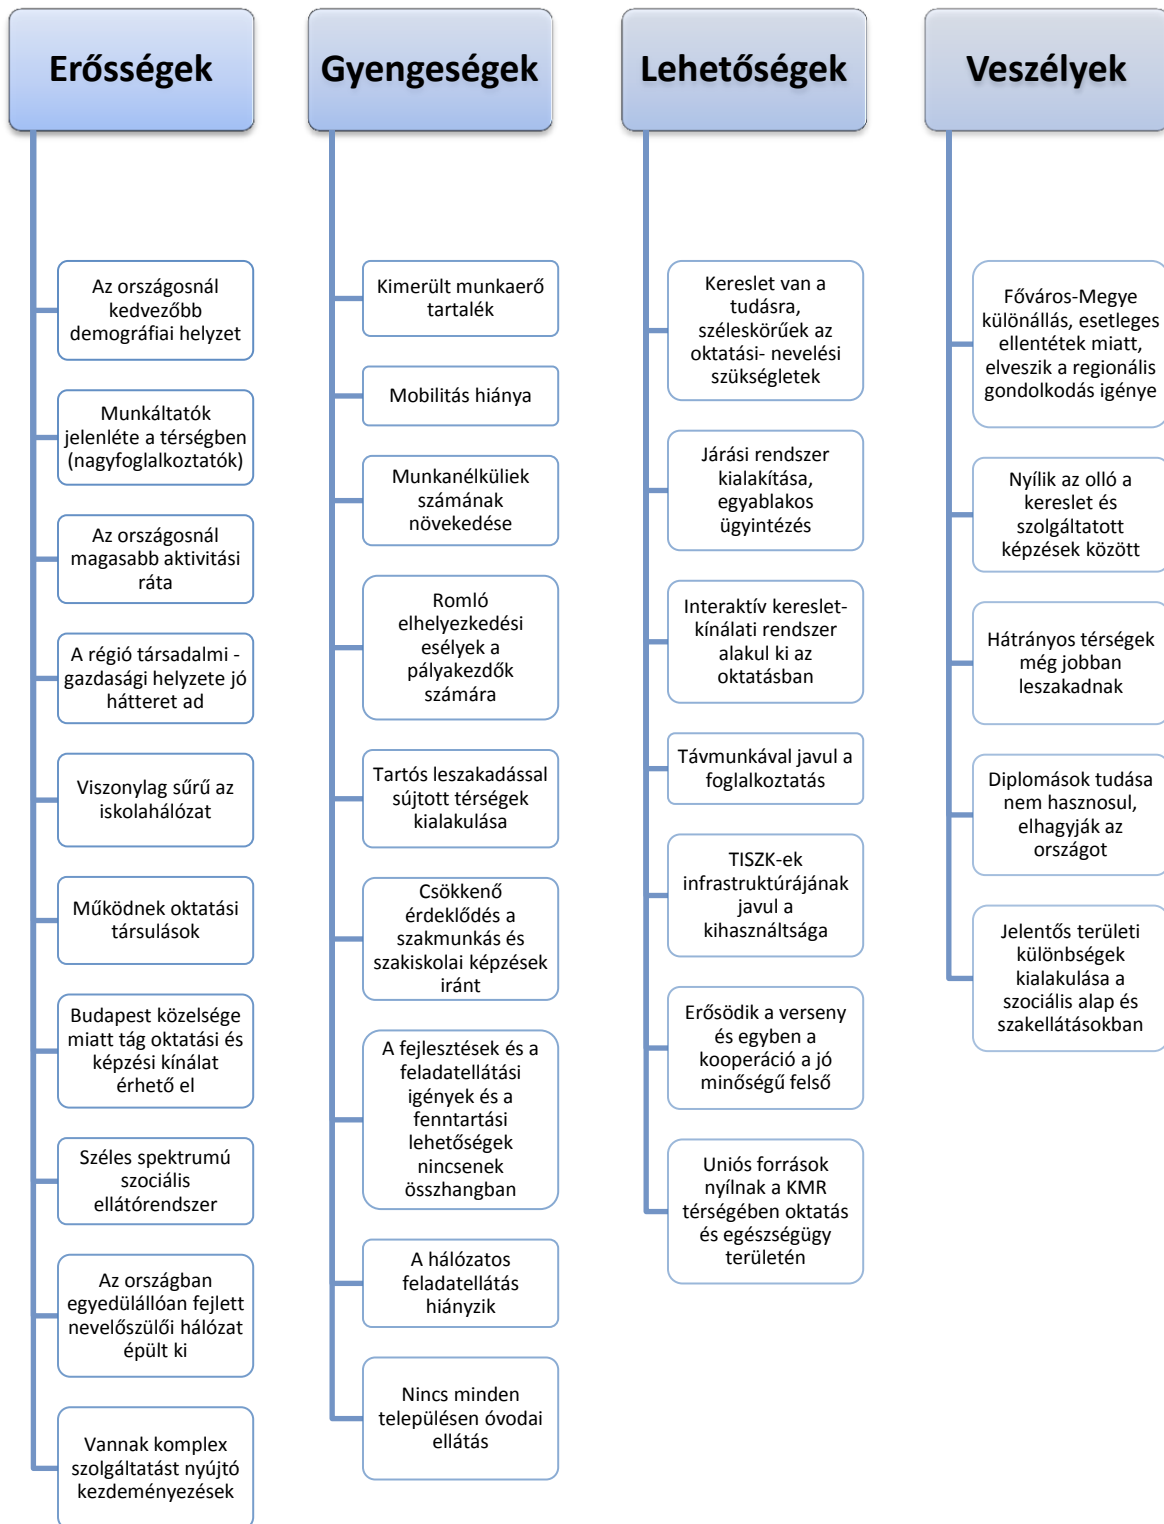 Erősségek
Az országosnál
kedvezőbb
demográfiai helyzet
Munkáltatók
jelenléte a térségben
(nagyfoglalkoztatók)
Az országosnál
magasabb aktivitási
ráta
A régió társadalmi -
gazdasági helyzete jó
hátteret ad
Viszonylag sűrű az
iskolahálózat
Működnek oktatási
társulások
Budapest közelsége
miatt tág oktatási és
képzési kínálat
érhető el
Széles spektrumú
szociális
ellátórendszer
Az országban
egyedülállóan fejlett
nevelőszülői hálózat
épült ki
Vannak komplex
szolgáltatást nyújtó
kezdeményezések
Gyengeségek
Kimerült munkaerő
tartalék
Mobilitás hiánya
Munkanélküliek
számának
növekedése
Romló
elhelyezkedési
esélyek a
pályakezdők
számára
Tartós leszakadással
sújtott térségek
kialakulása
Csökkenő
érdeklődés a
szakmunkás és
szakiskolai képzések
iránt
A fejlesztések és a
feladatellátási
igények és a
fenntartási
lehetőségek
nincsenek
összhangban
A hálózatos
feladatellátás
hiányzik
Nincs minden
településen óvodai
ellátás
Lehetőségek
Kereslet van a
tudásra,
széleskörűek az
oktatási- nevelési
szükségletek
Járási rendszer
kialakítása,
egyablakos
ügyintézés
Interaktív kereslet-
kínálati rendszer
alakul ki az
oktatásban
Távmunkával javul a
foglalkoztatás
TISZK-ek
infrastruktúrájának
javul a
kihasználtsága
Erősödik a verseny
és egyben a
kooperáció a jó
minőségű felső
Uniós források
nyílnak a KMR
térségében oktatás
és egészségügy
területén
Veszélyek
Főváros-Megye
különállás, esetleges
ellentétek miatt,
elveszik a regionális
gondolkodás igénye
Nyílik az olló a
kereslet és
szolgáltatott
képzések között
Hátrányos térségek
még jobban
leszakadnak
Diplomások tudása
nem hasznosul,
elhagyják az
országot
Jelentős területi
különbségek
kialakulása a
szociális alap és
szakellátásokban